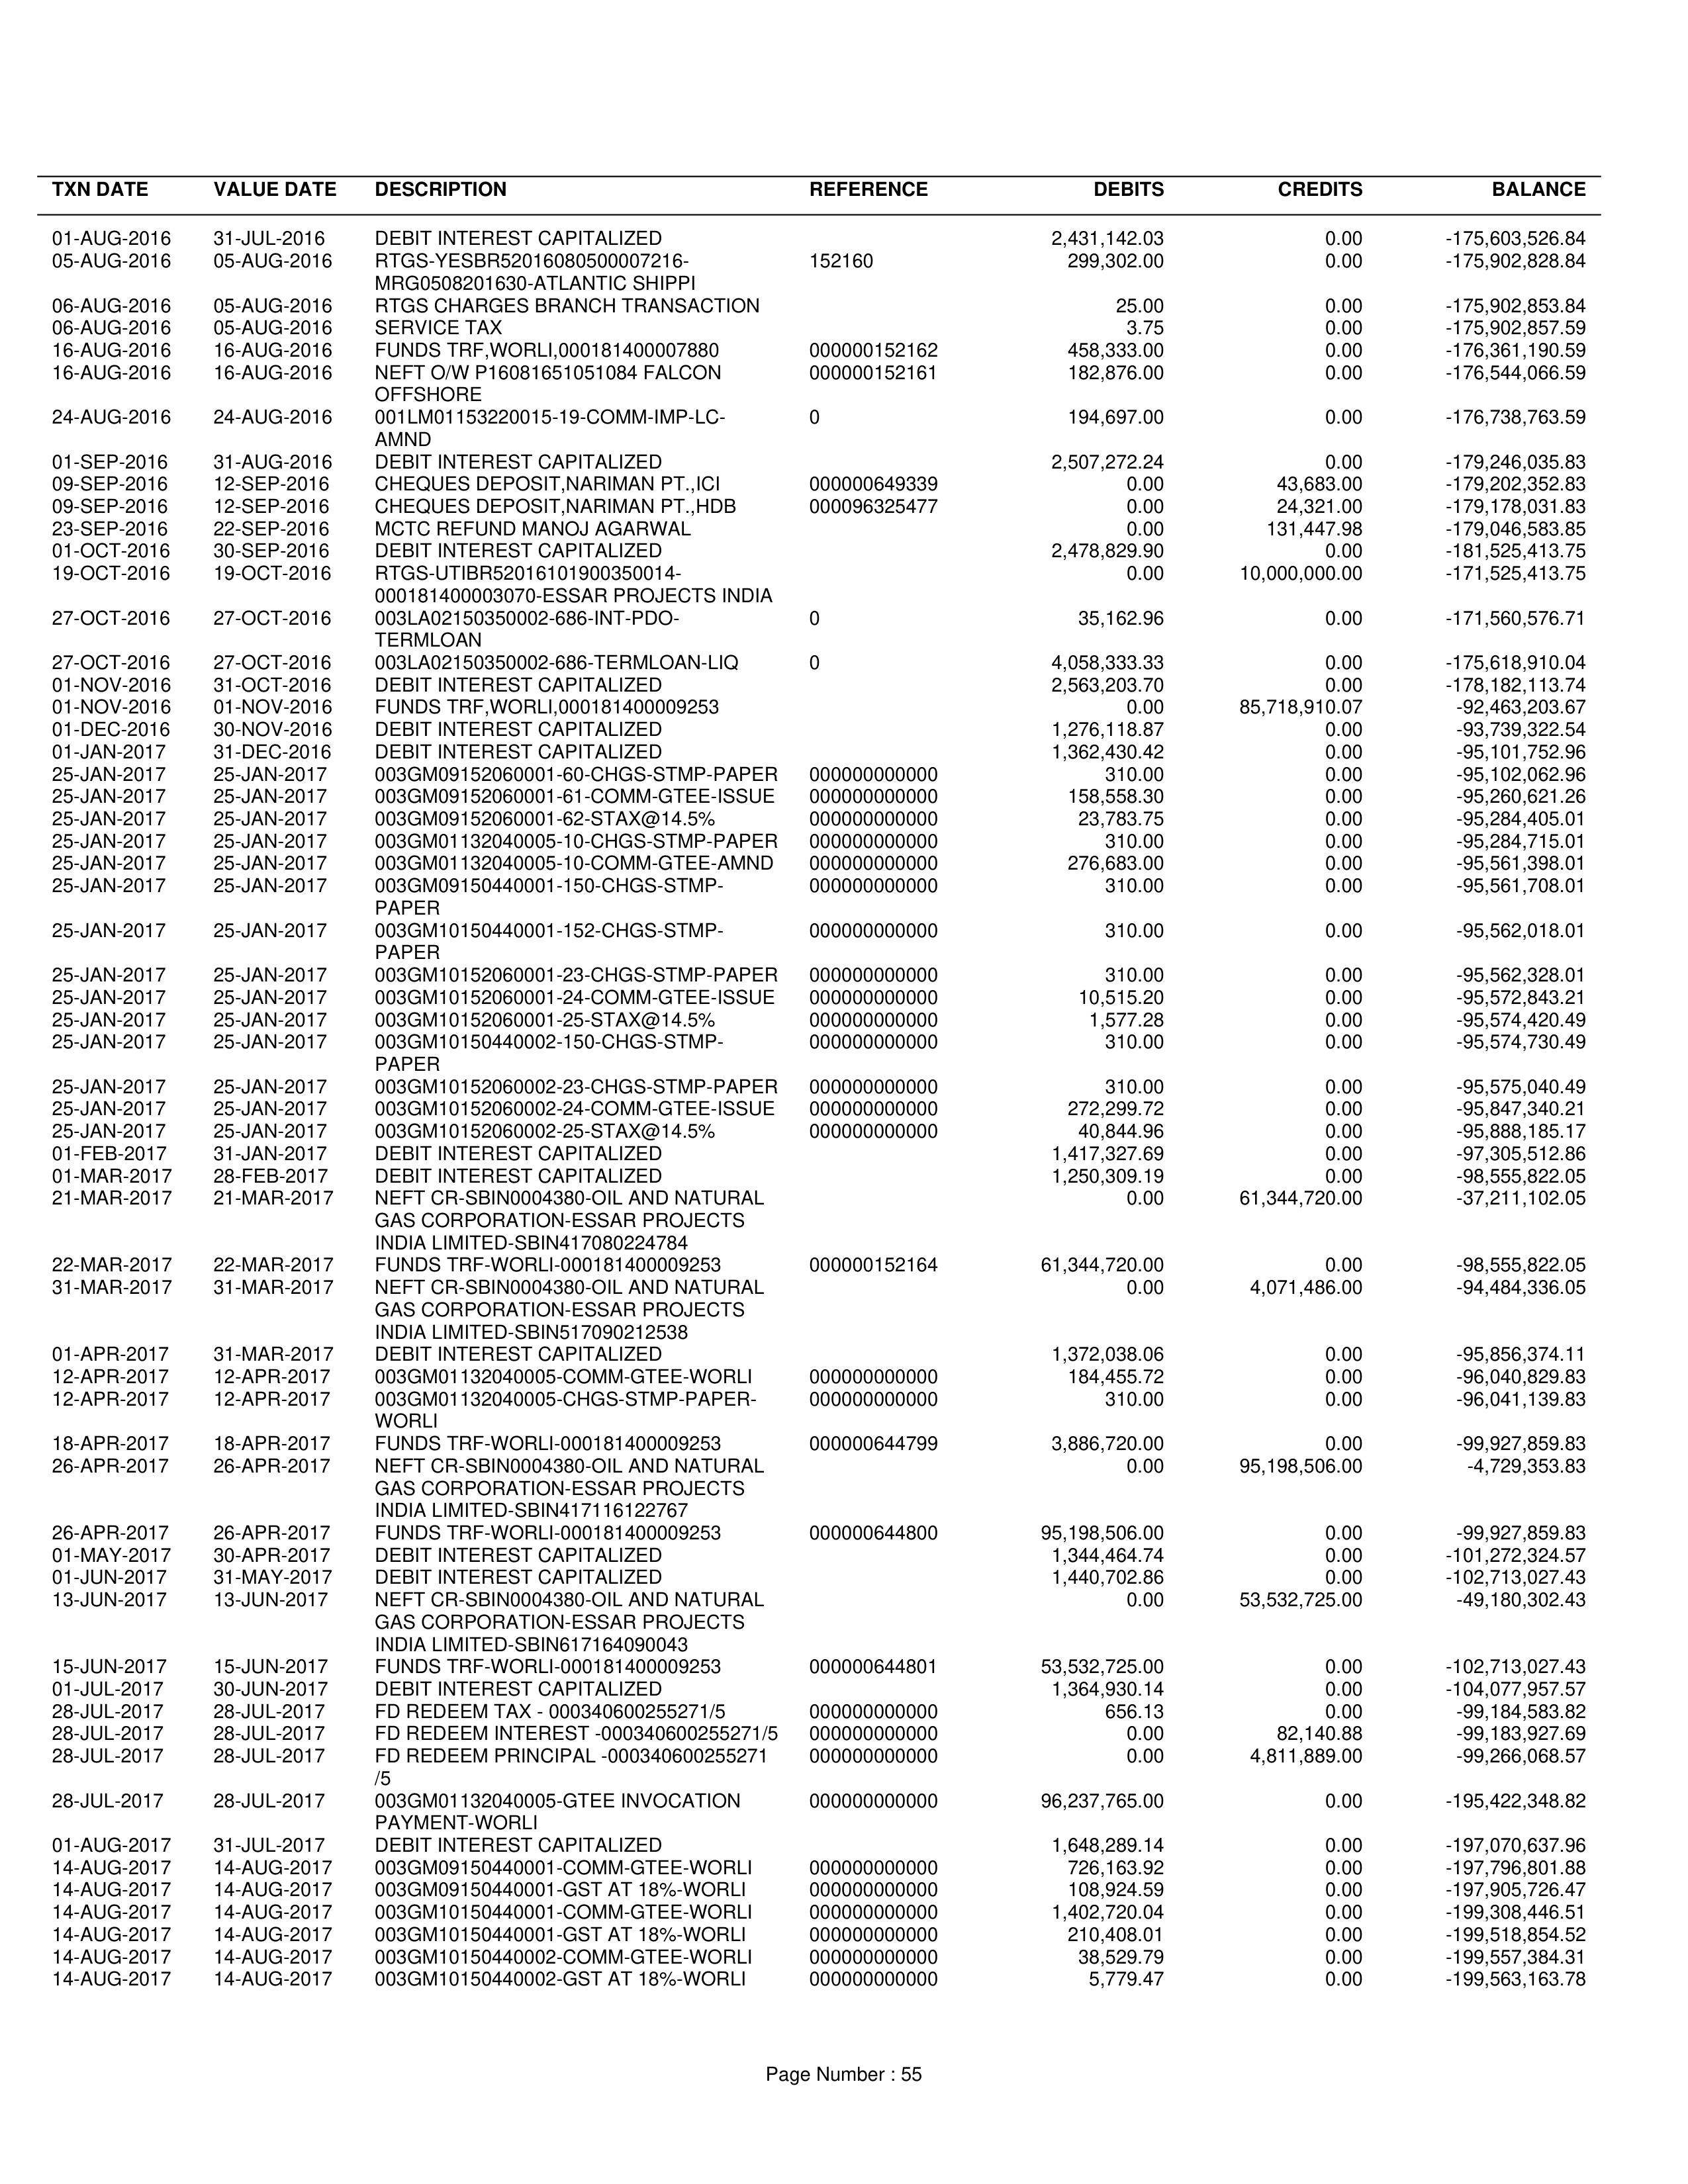 TXN DATE VALUE DATE DESCRIPTION REFERENCE DEBITS CREDITS BALANCE
01-AUG-2016 31-JUL-2016 DEBIT INTEREST CAPITALIZED 2,431,142.03 0.00 -175,603,526.84
05-AUG-2016 05-AUG-2016 RTGS-YESBR52016080500007216- 152160 299,302.00 0.00 -175,902,828.84
MRG0508201630-ATLANTIC SHIPPI
06-AUG-2016 05-AUG-2016 RTGS CHARGES BRANCH TRANSACTION 25.00 0.00 -175,902,853.84
06-AUG-2016 05-AUG-2016 SERVICE TAX 3.75 0.00 -175,902,857.59
16-AUG-2016 16-AUG-2016 FUNDS TRF,WORLI,000181400007880 000000152162 458,333.00 0.00 -176,361,190.59
16-AUG-2016 16-AUG-2016 NEFT O/W P16081651051084 FALCON 000000152161 182,876.00 0.00 -176,544,066.59
OFFSHORE
24-AUG-2016 24-AUG-2016 001LM01153220015-19-COMM-IMP-LC- 0 194,697.00 0.00 -176,738,763.59
AMND
01-SEP-2016 31-AUG-2016 DEBIT INTEREST CAPITALIZED 2,507,272.24 0.00 -179,246,035.83
09-SEP-2016 12-SEP-2016 CHEQUES DEPOSIT,NARIMAN PT.,ICI 000000649339 0.00 43,683.00 -179,202,352.83
09-SEP-2016 12-SEP-2016 CHEQUES DEPOSIT,NARIMAN PT.,HDB 000096325477 0.00 24,321.00 -179,178,031.83
23-SEP-2016 22-SEP-2016 MCTC REFUND MANOJ AGARWAL 0.00 131,447.98 -179,046,583.85
01-OCT-2016 30-SEP-2016 DEBIT INTEREST CAPITALIZED 2,478,829.90 0.00 -181,525,413.75
19-OCT-2016 19-OCT-2016 RTGS-UTIBR52016101900350014- 0.00 10,000,000.00 -171,525,413.75
000181400003070-ESSAR PROJECTS INDIA
27-OCT-2016 27-OCT-2016 003LA02150350002-686-INT-PDO- 0 35,162.96 0.00 -171,560,576.71
TERMLOAN
27-OCT-2016 27-OCT-2016 003LA02150350002-686-TERMLOAN-LIQ 0 4,058,333.33 0.00 -175,618,910.04
01-NOV-2016 31-OCT-2016 DEBIT INTEREST CAPITALIZED 2,563,203.70 0.00 -178,182,113.74
01-NOV-2016 01-NOV-2016 FUNDS TRF,WORLI,000181400009253 0.00 85,718,910.07 -92,463,203.67
01-DEC-2016 30-NOV-2016 DEBIT INTEREST CAPITALIZED 1,276,118.87 0.00 -93,739,322.54
01-JAN-2017 31-DEC-2016 DEBIT INTEREST CAPITALIZED 1,362,430.42 0.00 -95,101,752.96
25-JAN-2017 25-JAN-2017 003GM09152060001-60-CHGS-STMP-PAPER 000000000000 310.00 0.00 -95,102,062.96
25-JAN-2017 25-JAN-2017 003GM09152060001-61-COMM-GTEE-ISSUE 000000000000 158,558.30 0.00 -95,260,621.26
25-JAN-2017 25-JAN-2017 003GM09152060001-62-STAX@14.5% 000000000000 23,783.75 0.00 -95,284,405.01
25-JAN-2017 25-JAN-2017 003GM01132040005-10-CHGS-STMP-PAPER 000000000000 310.00 0.00 -95,284,715.01
25-JAN-2017 25-JAN-2017 003GM01132040005-10-COMM-GTEE-AMND 000000000000 276,683.00 0.00 -95,561,398.01
25-JAN-2017 25-JAN-2017 003GM09150440001-150-CHGS-STMP- 000000000000 310.00 0.00 -95,561,708.01
PAPER
25-JAN-2017 25-JAN-2017 003GM10150440001-152-CHGS-STMP- 000000000000 310.00 0.00 -95,562,018.01
PAPER
25-JAN-2017 25-JAN-2017 003GM10152060001-23-CHGS-STMP-PAPER 000000000000 310.00 0.00 -95,562,328.01
25-JAN-2017 25-JAN-2017 003GM10152060001-24-COMM-GTEE-ISSUE 000000000000 10,515.20 0.00 -95,572,843.21
25-JAN-2017 25-JAN-2017 003GM10152060001-25-STAX@14.5% 000000000000 1,577.28 0.00 -95,574,420.49
25-JAN-2017 25-JAN-2017 003GM10150440002-150-CHGS-STMP- 000000000000 310.00 0.00 -95,574,730.49
PAPER
25-JAN-2017 25-JAN-2017 003GM10152060002-23-CHGS-STMP-PAPER 000000000000 310.00 0.00 -95,575,040.49
25-JAN-2017 25-JAN-2017 003GM10152060002-24-COMM-GTEE-ISSUE 000000000000 272,299.72 0.00 -95,847,340.21
25-JAN-2017 25-JAN-2017 003GM10152060002-25-STAX@14.5% 000000000000 40,844.96 0.00 -95,888,185.17
01-FEB-2017 31-JAN-2017 DEBIT INTEREST CAPITALIZED 1,417,327.69 0.00 -97,305,512.86
01-MAR-2017 28-FEB-2017 DEBIT INTEREST CAPITALIZED 1,250,309.19 0.00 -98,555,822.05
21-MAR-2017 21-MAR-2017 NEFT CR-SBIN0004380-OIL AND NATURAL 0.00 61,344,720.00 -37,211,102.05
GAS CORPORATION-ESSAR PROJECTS
INDIA LIMITED-SBIN417080224784
22-MAR-2017 22-MAR-2017 FUNDS TRF-WORLI-000181400009253 000000152164 61,344,720.00 0.00 -98,555,822.05
31-MAR-2017 31-MAR-2017 NEFT CR-SBIN0004380-OIL AND NATURAL 0.00 4,071,486.00 -94,484,336.05
GAS CORPORATION-ESSAR PROJECTS
INDIA LIMITED-SBIN517090212538
01-APR-2017 31-MAR-2017 DEBIT INTEREST CAPITALIZED 1,372,038.06 0.00 -95,856,374.11
12-APR-2017 12-APR-2017 003GM01132040005-COMM-GTEE-WORLI 000000000000 184,455.72 0.00 -96,040,829.83
12-APR-2017 12-APR-2017 003GM01132040005-CHGS-STMP-PAPER- 000000000000 310.00 0.00 -96,041,139.83
WORLI
18-APR-2017 18-APR-2017 FUNDS TRF-WORLI-000181400009253 000000644799 3,886,720.00 0.00 -99,927,859.83
26-APR-2017 26-APR-2017 NEFT CR-SBIN0004380-OIL AND NATURAL 0.00 95,198,506.00 -4,729,353.83
GAS CORPORATION-ESSAR PROJECTS
INDIA LIMITED-SBIN417116122767
26-APR-2017 26-APR-2017 FUNDS TRF-WORLI-000181400009253 000000644800 95,198,506.00 0.00 -99,927,859.83
01-MAY-2017 30-APR-2017 DEBIT INTEREST CAPITALIZED 1,344,464.74 0.00 -101,272,324.57
01-JUN-2017 31-MAY-2017 DEBIT INTEREST CAPITALIZED 1,440,702.86 0.00 -102,713,027.43
13-JUN-2017 13-JUN-2017 NEFT CR-SBIN0004380-OIL AND NATURAL 0.00 53,532,725.00 -49,180,302.43
GAS CORPORATION-ESSAR PROJECTS
INDIA LIMITED-SBIN617164090043
15-JUN-2017 15-JUN-2017 FUNDS TRF-WORLI-000181400009253 000000644801 53,532,725.00 0.00 -102,713,027.43
01-JUL-2017 30-JUN-2017 DEBIT INTEREST CAPITALIZED 1,364,930.14 0.00 -104,077,957.57
28-JUL-2017 28-JUL-2017 FD REDEEM TAX - 000340600255271/5 000000000000 656.13 0.00 -99,184,583.82
28-JUL-2017 28-JUL-2017 FD REDEEM INTEREST -000340600255271/5 000000000000 0.00 82,140.88 -99,183,927.69
28-JUL-2017 28-JUL-2017 FD REDEEM PRINCIPAL -000340600255271 000000000000 0.00 4,811,889.00 -99,266,068.57
/5
28-JUL-2017 28-JUL-2017 003GM01132040005-GTEE INVOCATION 000000000000 96,237,765.00 0.00 -195,422,348.82
PAYMENT-WORLI
01-AUG-2017 31-JUL-2017 DEBIT INTEREST CAPITALIZED 1,648,289.14 0.00 -197,070,637.96
14-AUG-2017 14-AUG-2017 003GM09150440001-COMM-GTEE-WORLI 000000000000 726,163.92 0.00 -197,796,801.88
14-AUG-2017 14-AUG-2017 003GM09150440001-GST AT 18%-WORLI 000000000000 108,924.59 0.00 -197,905,726.47
14-AUG-2017 14-AUG-2017 003GM10150440001-COMM-GTEE-WORLI 000000000000 1,402,720.04 0.00 -199,308,446.51
14-AUG-2017 14-AUG-2017 003GM10150440001-GST AT 18%-WORLI 000000000000 210,408.01 0.00 -199,518,854.52
14-AUG-2017 14-AUG-2017 003GM10150440002-COMM-GTEE-WORLI 000000000000 38,529.79 0.00 -199,557,384.31
14-AUG-2017 14-AUG-2017 003GM10150440002-GST AT 18%-WORLI 000000000000 5,779.47 0.00 -199,563,163.78
Page Number : 55